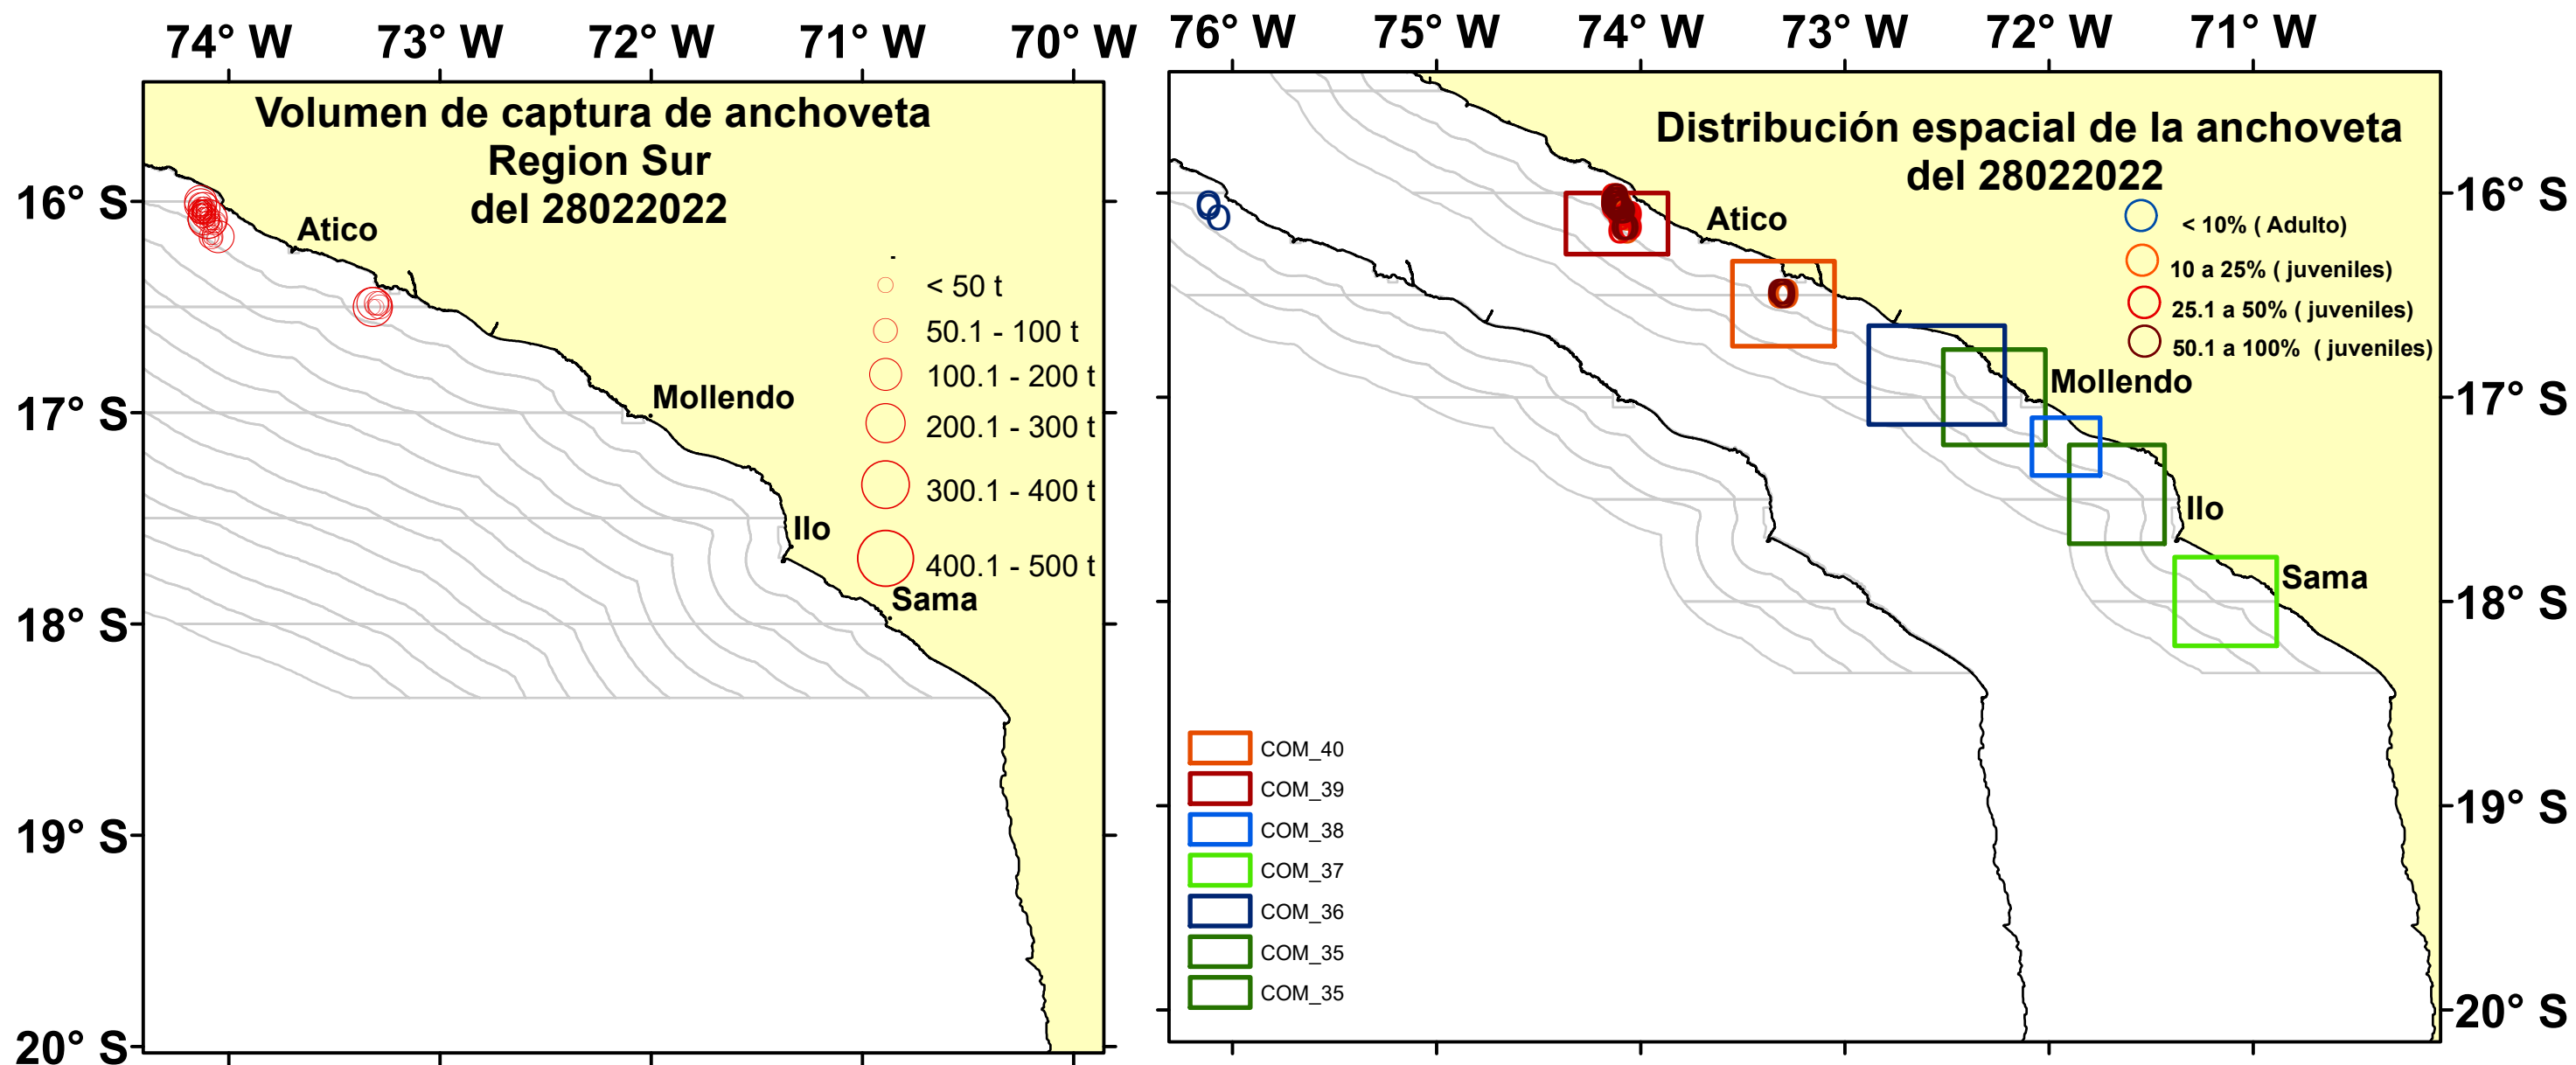 74° W 73° W 72° W 71° W 70° W
Volumen de captura de anchoveta
Region Sur
del 28022022
16° S
17° S
18° S
19° S
20° S
Atico
Mollendo
Ilo
Sama
-
< 50 t
50.1 - 100 t
100.1 - 200 t
200.1 - 300 t
300.1 - 400 t
400.1 - 500 t
76° W 75° W 74° W 73° W 72° W 71° W
Distribución espacial de la anchoveta
del 28022022
< 10% ( Adulto)
10 a 25% ( juveniles)
25.1 a 50% ( juveniles)
50.1 a 100% ( juveniles)
Atico
Mollendo
Ilo
Sama
16° S
17° S
18° S
19° S
20° S
COM_40
COM_39
COM_38
COM_37
COM_36
COM_35
COM_35